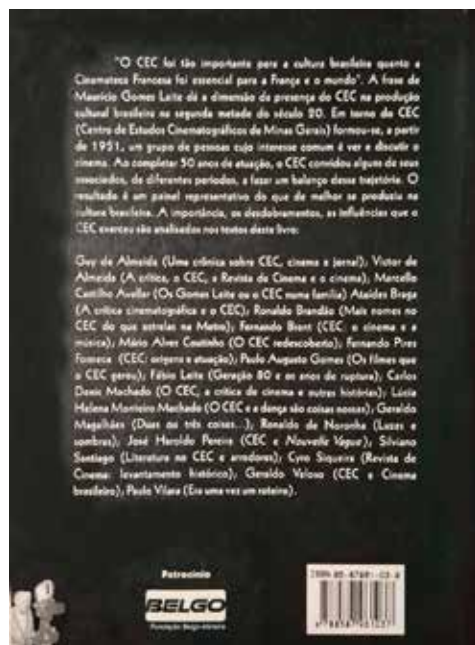 "O CEC foi tão importante para a cultura brasileira quanto a
Cinemateca Francesa foi essencial para a França e o mundo". A frase de
Maurício Gomes Leite dá a dimensão da presença do CEC na produção
cultural brasileira na segunda metade do século 20. Em torno do CEC
(Centro de Estudos Cinematográficos de Minas Gerais) formou-se, a partir
de 1951, um grupo de pessoas cujo interesse comum é ver e discutir o
cinema. Ao completar 50 anos de atuação, o CEC convidou alguns de seus
associados, de diferentes períodos, a fazer um balanço dessa trajetória. O
resultado é um painel representativo do que de melhor se produziu na
cultura brasileira. A importância, os desdobramentos, as influências que o
CEC exerceu são analisados nos textos deste livro:
Guy de Almeida (Uma crônica sobre CEC, cinema e jornal); Victor de
Almeida (A crítica, o CEC, a Revista de Cinema e o cinema); Marcello
Castilho Avellar (Os Gomes Leite ou o CEC numa família) Ataídes Braga
(A crítica cinematográfica e o CEC); Ronaldo Brandão (Mais nomes no
CEC do que estrelas na Metro); Fernando Brant (CEC: o cinema e a
música); Mário Alves Coutinho (O CEC redescoberto); Fernando Pires
Fonseca (CEC: origens e atuação); Paulo Augusto Gomes (Os filmes que
o CEC gerou); Fábio Leite (Geração 80 e os anos de ruptura); Carlos
Denis Machado (O CEC, a crítica de cinema e outras histórias); Lúcia
Helena Monteiro Machado (O CEC e a dança são coisas nossas); Geraldo
Magalhães (Duas ou três coisas...); Ronaldo de Noronha (Luzes e
sombras); José Haroldo Pereira (CEC e Nouvelle Vague); Silviano
Santiago (Literatura no CEC e arredores); Cyro Siqueira (Revista de
Cinema: levantamento histórico); Geraldo Veloso (CEC e Cinema
brasileiro); Paulo Vilara (Era uma vez um roteiro).
Patrocínio
BELGO
Fundação Belgo-Mineira
ISBN